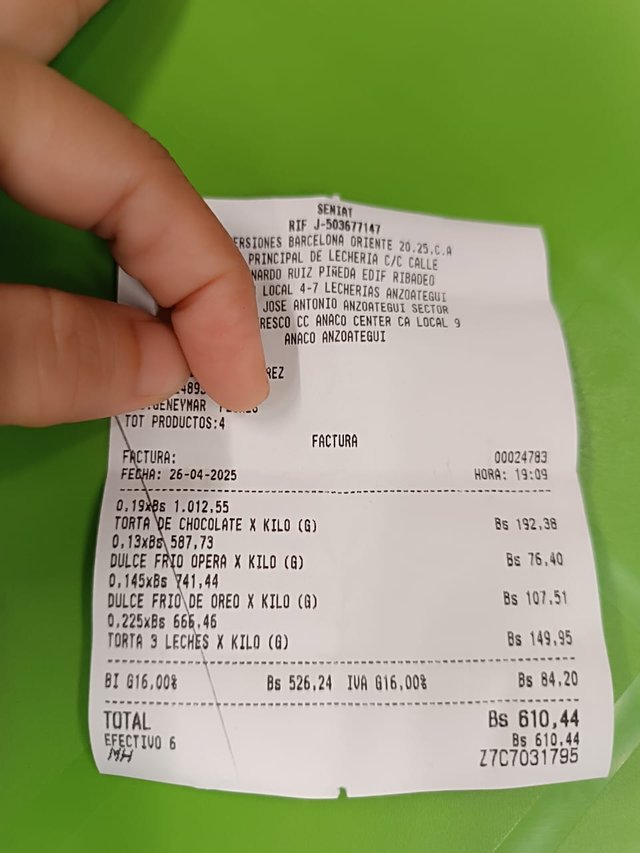 SENIAT
RIF J-503677147
ERSIONES BARCELONA ORIENTE 20.25,C.A
PRINCIPAL DE LECHERIA C/C CALLE
NARDO RUIZ PIÑEDA EDIF RIBADEO
LOCAL 4-7 LECHERIAS ANZOATEGUI
JOSE ANTONIO ANZOATEGUI SECTOR
RESCO CC ANACO CENTER CA LOCAL 9
ANACO ANZOATEGUI
REZ
GENEYMAR
TOT PRODUCTOS:4
FACTURA
FACTURA: 00024783
FECHA: 26-04-2025 HORA: 19:09
0,19xBs 1.012,55
TORTA DE CHOCOLATE X KILO (G) Bs 192,38
0,13xBs 587,73
DULCE FRIO OPERA X KILO (G) Bs 76,40
0,145xBs 741,44
DULCE FRIO DE OREO X KILO (G) Bs 107,51
0,225xBs 666,46
TORTA 3 LECHES X KILO (G) Bs 149,95
BI G16,00% Bs 526,24 IVA G16,00% Bs 84,20
TOTAL Bs 610,44
EFECTIVO 6 Bs 610,44
MH Z7C7031795